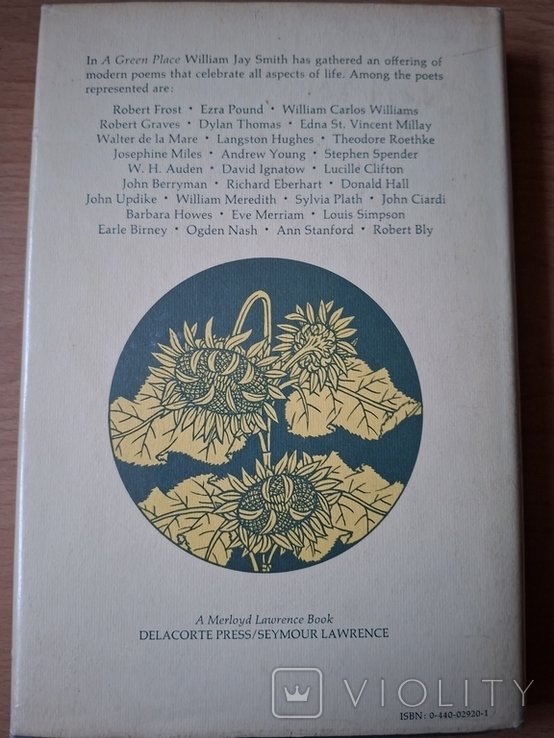 In A Green Place William Jay Smith has gathered an offering of
modern poems that celebrate all aspects of life. Among the poets
represented are:
Robert Frost • Ezra Pound • William Carlos Williams
Robert Graves • Dylan Thomas • Edna St. Vincent Millay
Walter de la Mare • Langston Hughes • Theodore Roethke
Josephine Miles • Andrew Young • Stephen Spender
W. H. Auden • David Ignatow • Lucille Clifton
John Berryman • Richard Eberhart • Donald Hall
John Updike • William Meredith • Sylvia Plath • John Ciardi
Barbara Howes • Eve Merriam • Louis Simpson
Earle Birney • Ogden Nash • Ann Stanford • Robert Bly
A Merloyd Lawrence Book
DELACORTE PRESS/SEYMOUR LAWRENCE
VIOLITY
ISBN: 0-440-02920-1